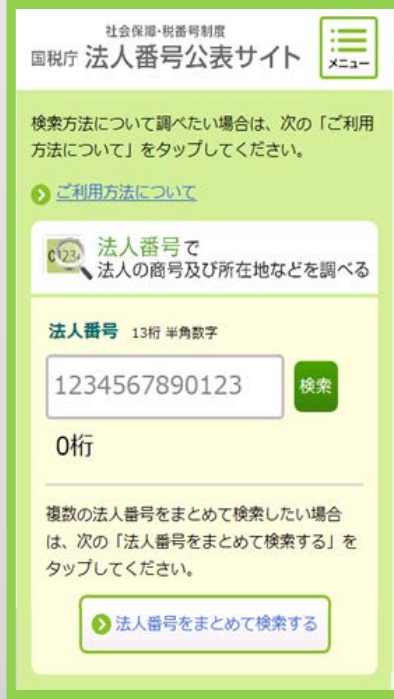 社会保障・税番号制度
国税庁 法人番号公表サイト
メニュー
検索方法について調べたい場合は、次の「ご利用
方法について」をタップしてください。
ご利用方法について
法人番号で
法人の商号及び所在地などを調べる
法人番号 13桁 半角数字
1234567890123
検索
0桁
複数の法人番号をまとめて検索したい場合
は、次の「法人番号をまとめて検索する」を
タップしてください。
法人番号をまとめて検索する